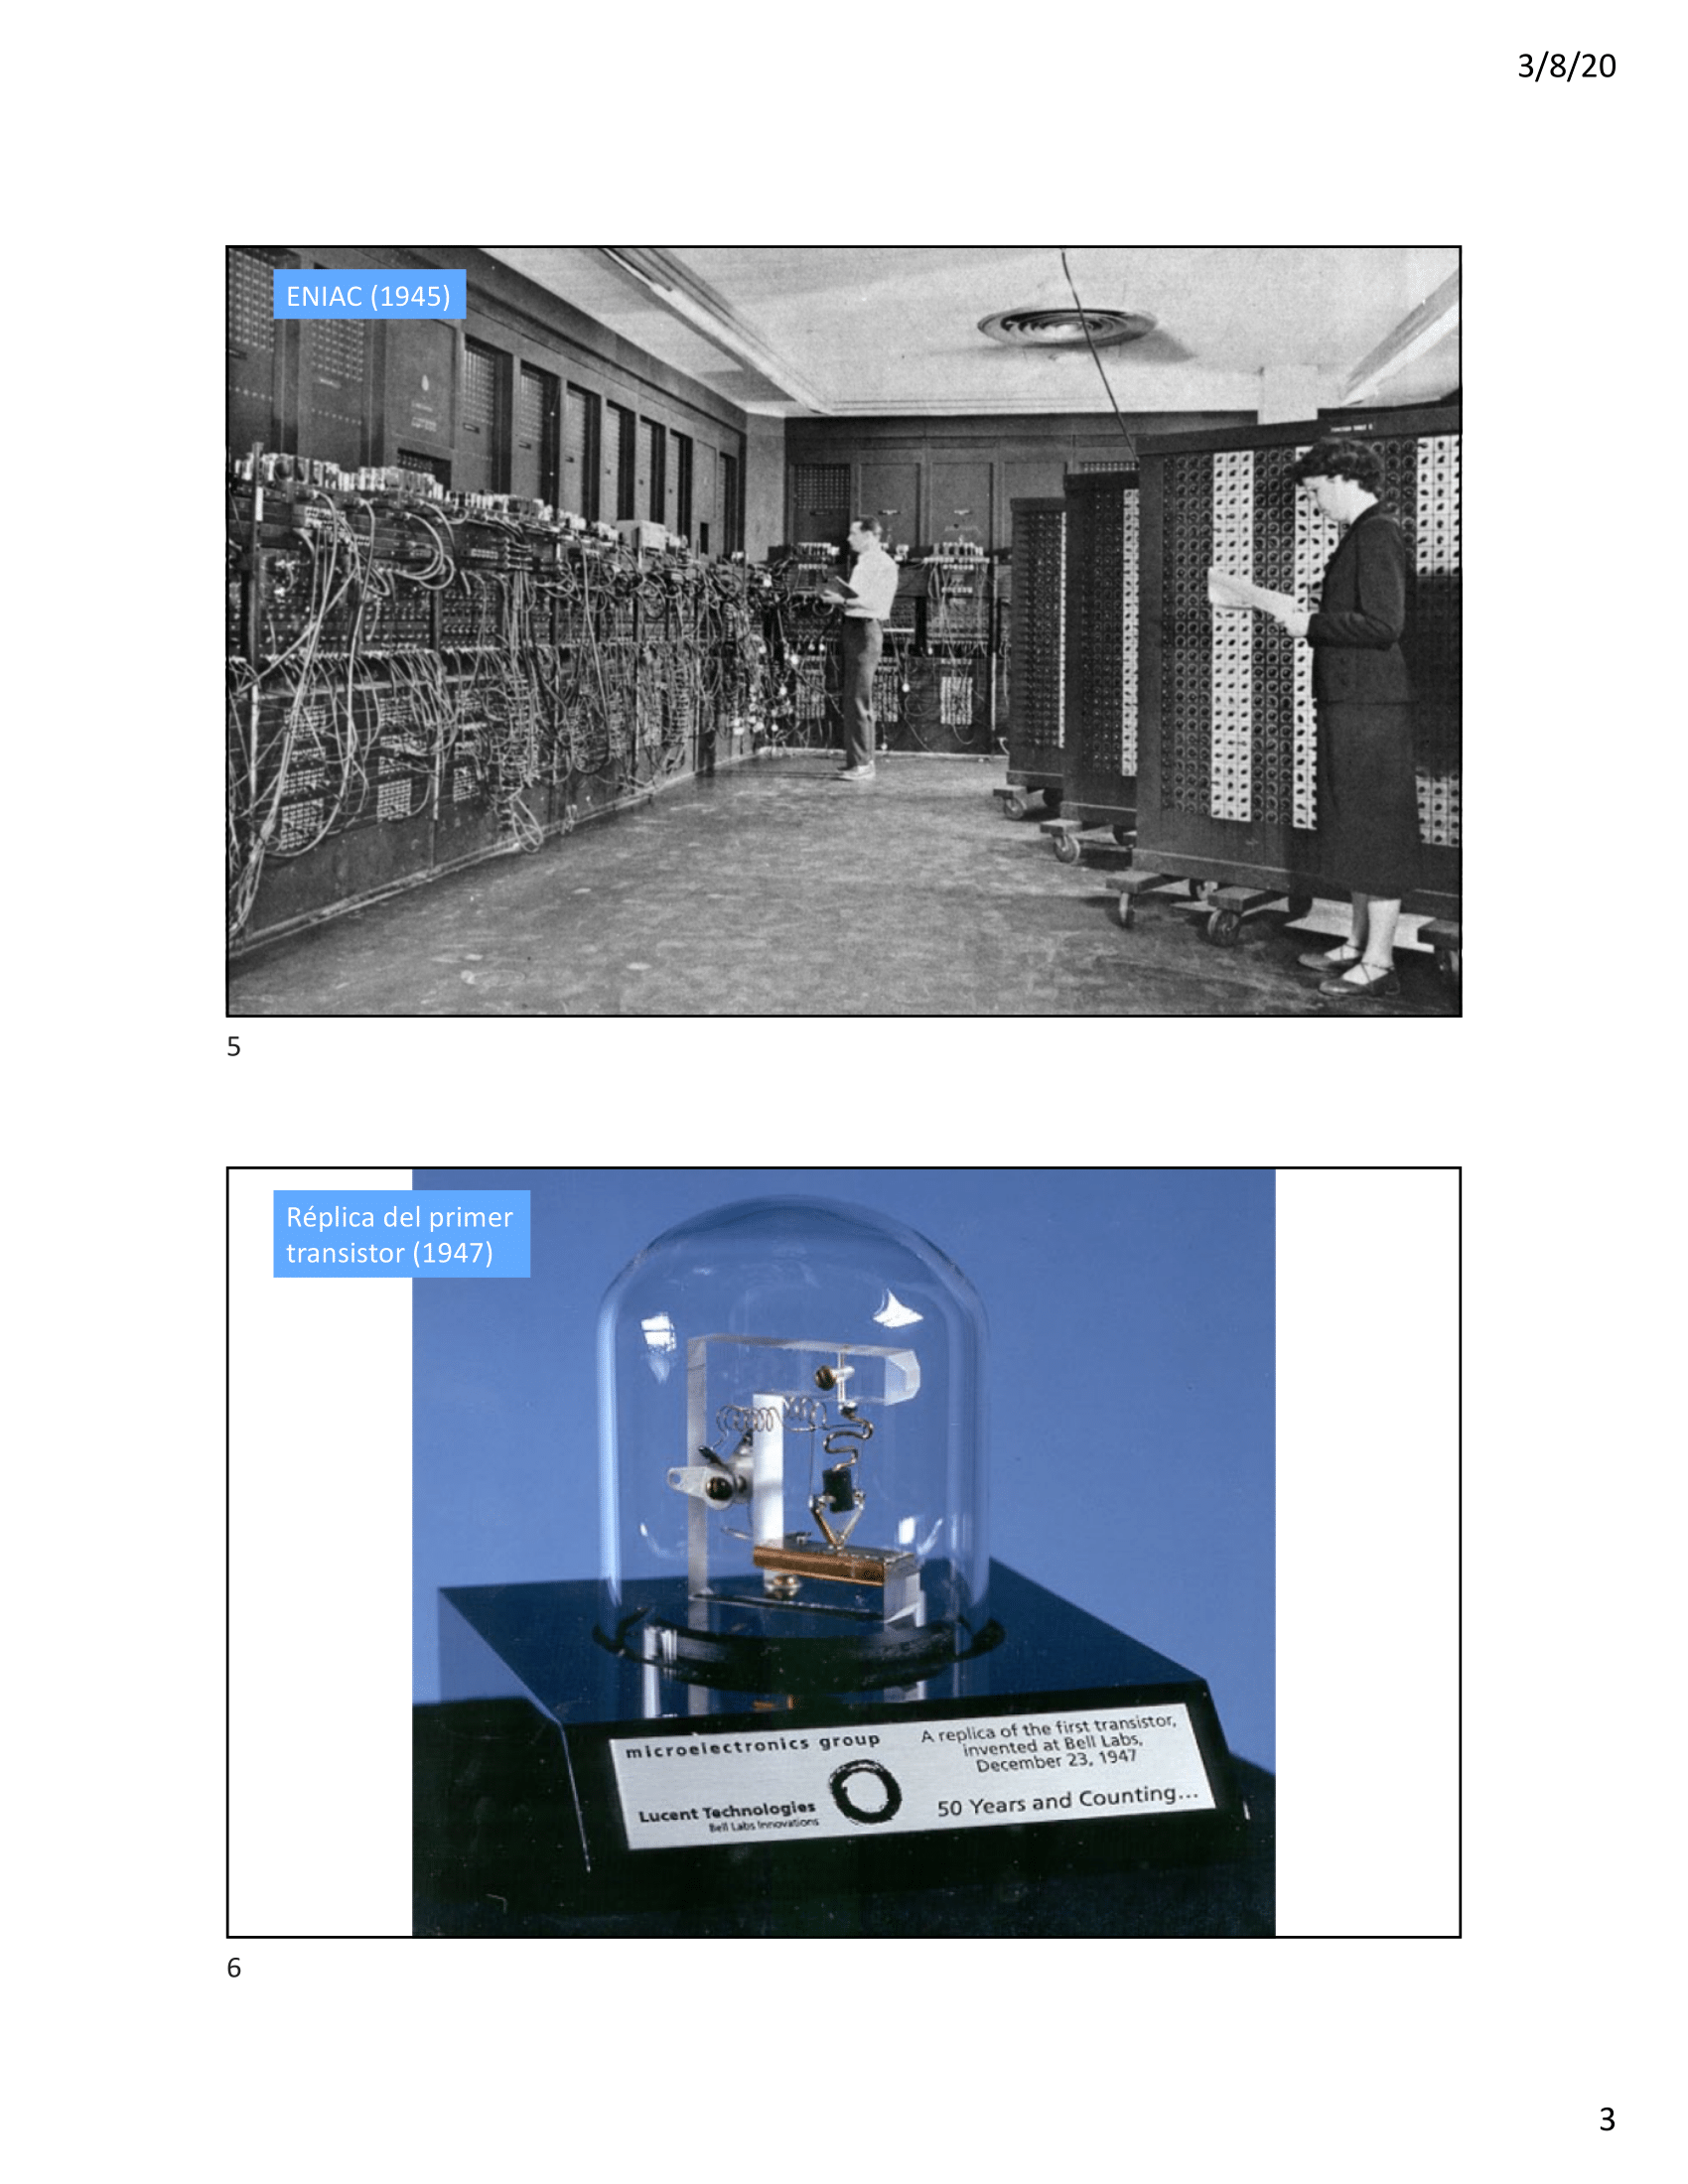 3/8/20
ENIAC (1945)
5
Réplica del primer
transistor (1947)
microelectronics group
Lucent Technologies
Bell Labs Innovations
A replica of the first transistor,
invented at Bell Labs,
December 23, 1947
50 Years and Counting...
6
3